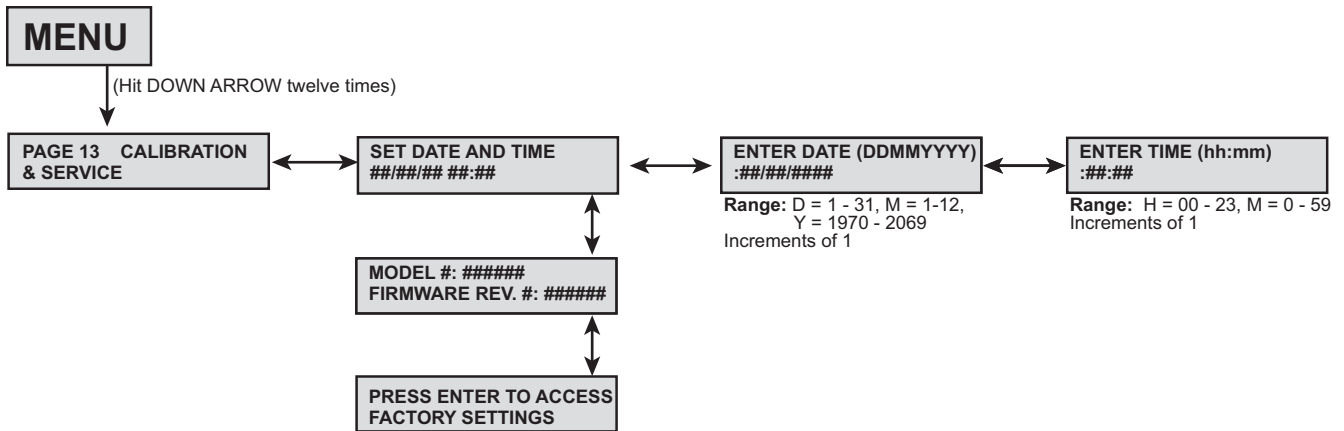 MENU
(Hit DOWN ARROW twelve times)
PAGE 13 CALIBRATION
& SERVICE
SET DATE AND TIME
##/##/## ##:##
ENTER DATE (DDMMYYYY)
:##/##/####
Range: D = 1 - 31, M = 1-12,
Y = 1970 - 2069
Increments of 1
ENTER TIME (hh:mm)
:##:##
Range: H = 00 - 23, M = 0 - 59
Increments of 1
MODEL #: ######
FIRMWARE REV. #: ######
PRESS ENTER TO ACCESS
FACTORY SETTINGS